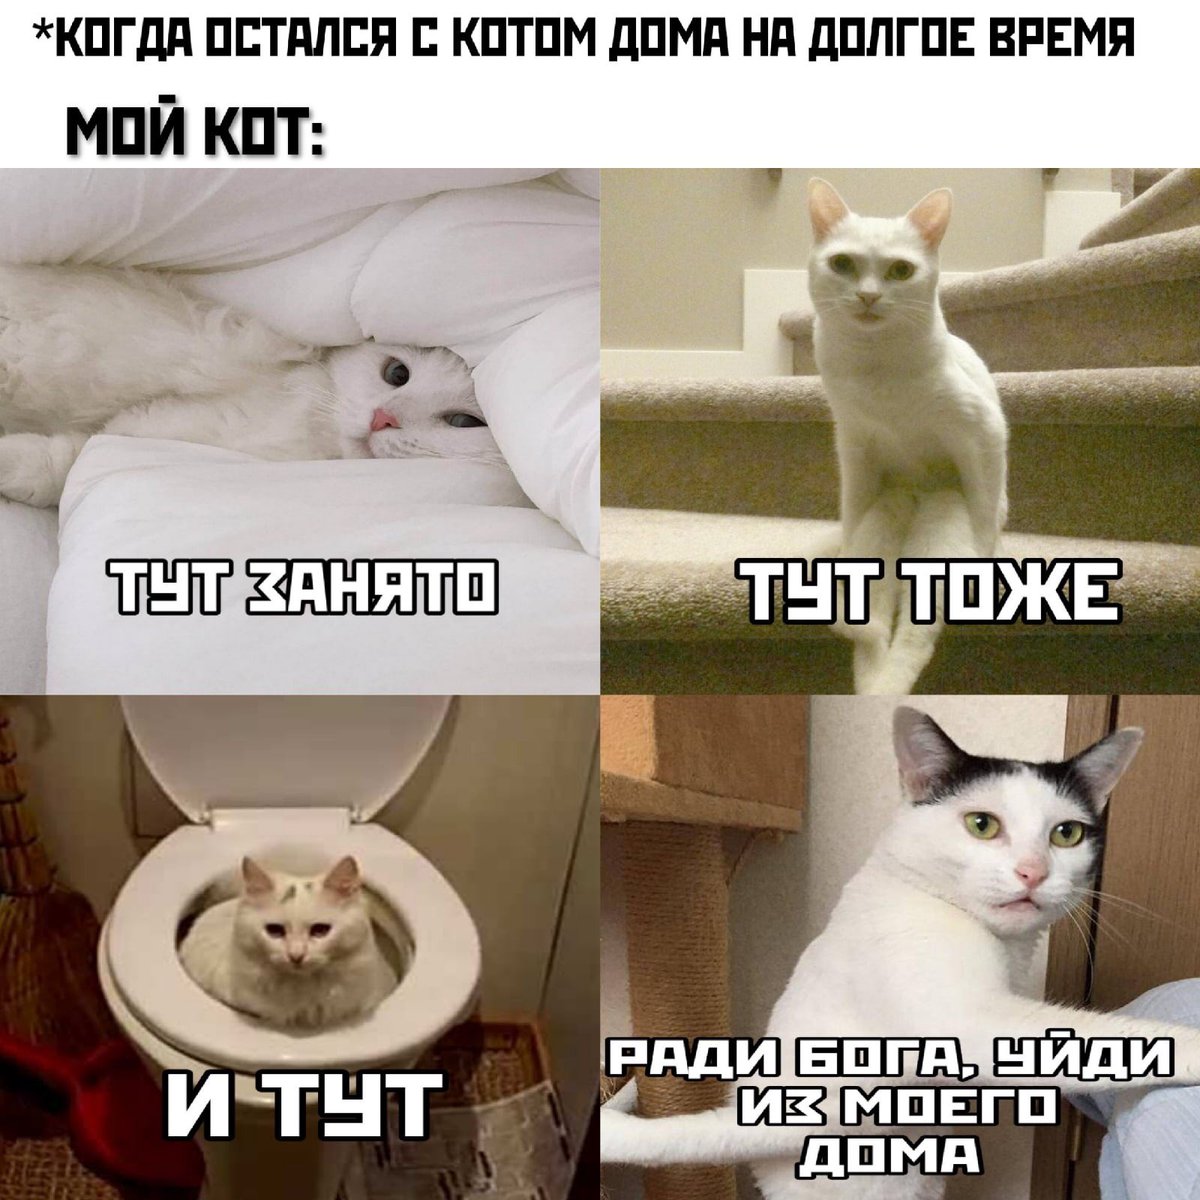 *КОГДА ОСТАЛСЯ С КОТОМ ДОМА НА ДОЛГОЕ ВРЕМЯ
МОЙ КОТ:
ТУТ ЗАНЯТО
ТУТ ТОЖЕ
И ТУТ
РАДИ БОГА, УЙДИ
ИЗ МОЕГО
ДОМА